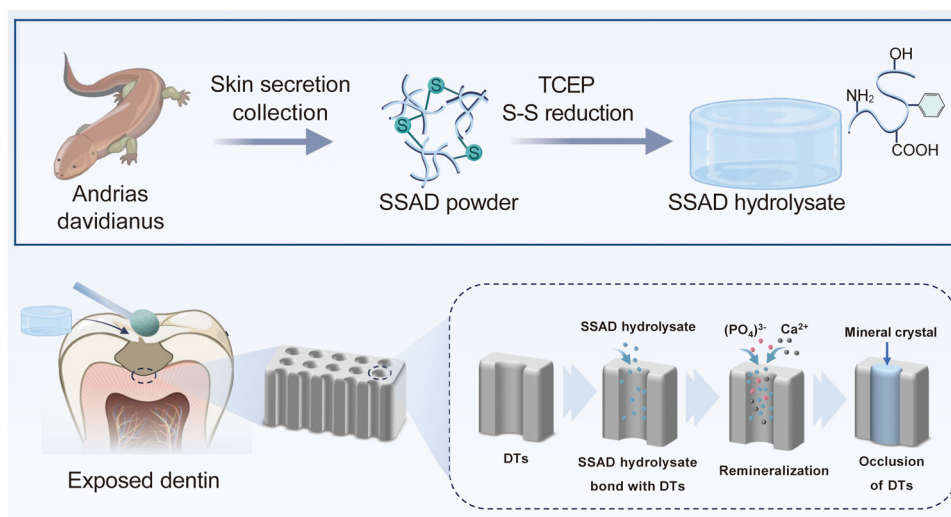 Skin secretion
collection
TCEP
S-S reduction
S
S
S
OH
NH₂
COOH
Andrias
davidianus
SSAD powder
SSAD hydrolysate
SSAD hydrolysate
(PO₄)³⁻ Ca²⁺
Mineral crystal
DTs
SSAD hydrolysate
bond with DTs
Remineralization
Occlusion
of DTs
Exposed dentin